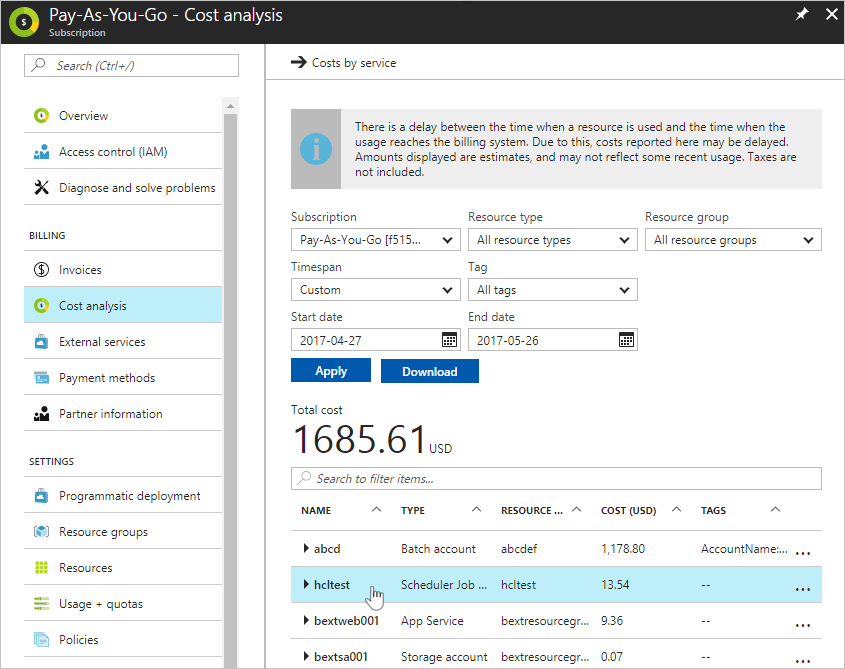 Pay-As-You-Go - Cost analysis
Subscription
Search (Ctrl+/)
Overview
Access control (IAM)
Diagnose and solve problems
BILLING
Invoices
Cost analysis
External services
Payment methods
Partner information
SETTINGS
Programmatic deployment
Resource groups
Resources
Usage + quotas
Policies
Costs by service
There is a delay between the time when a resource is used and the time when the
usage reaches the billing system. Due to this, costs reported here may be delayed.
Amounts displayed are estimates, and may not reflect some recent usage. Taxes are
not included.
Subscription Resource type Resource group
Pay-As-You-Go [f515... All resource types All resource groups
Timespan Tag
Custom All tags
Start date End date
2017-04-27 2017-05-26
Apply Download
Total cost
1685.61 USD
Search to filter items...
NAME TYPE RESOURCE ... COST (USD) TAGS
abcd Batch account abcdef 1,178.80 AccountName:... ...
hcltest Scheduler Job ... hcltest 13.54 -- ...
bextweb001 App Service bextresourcegr... 9.36 -- ...
bextsa001 Storage account bextresourcegr... 0.07 -- ...